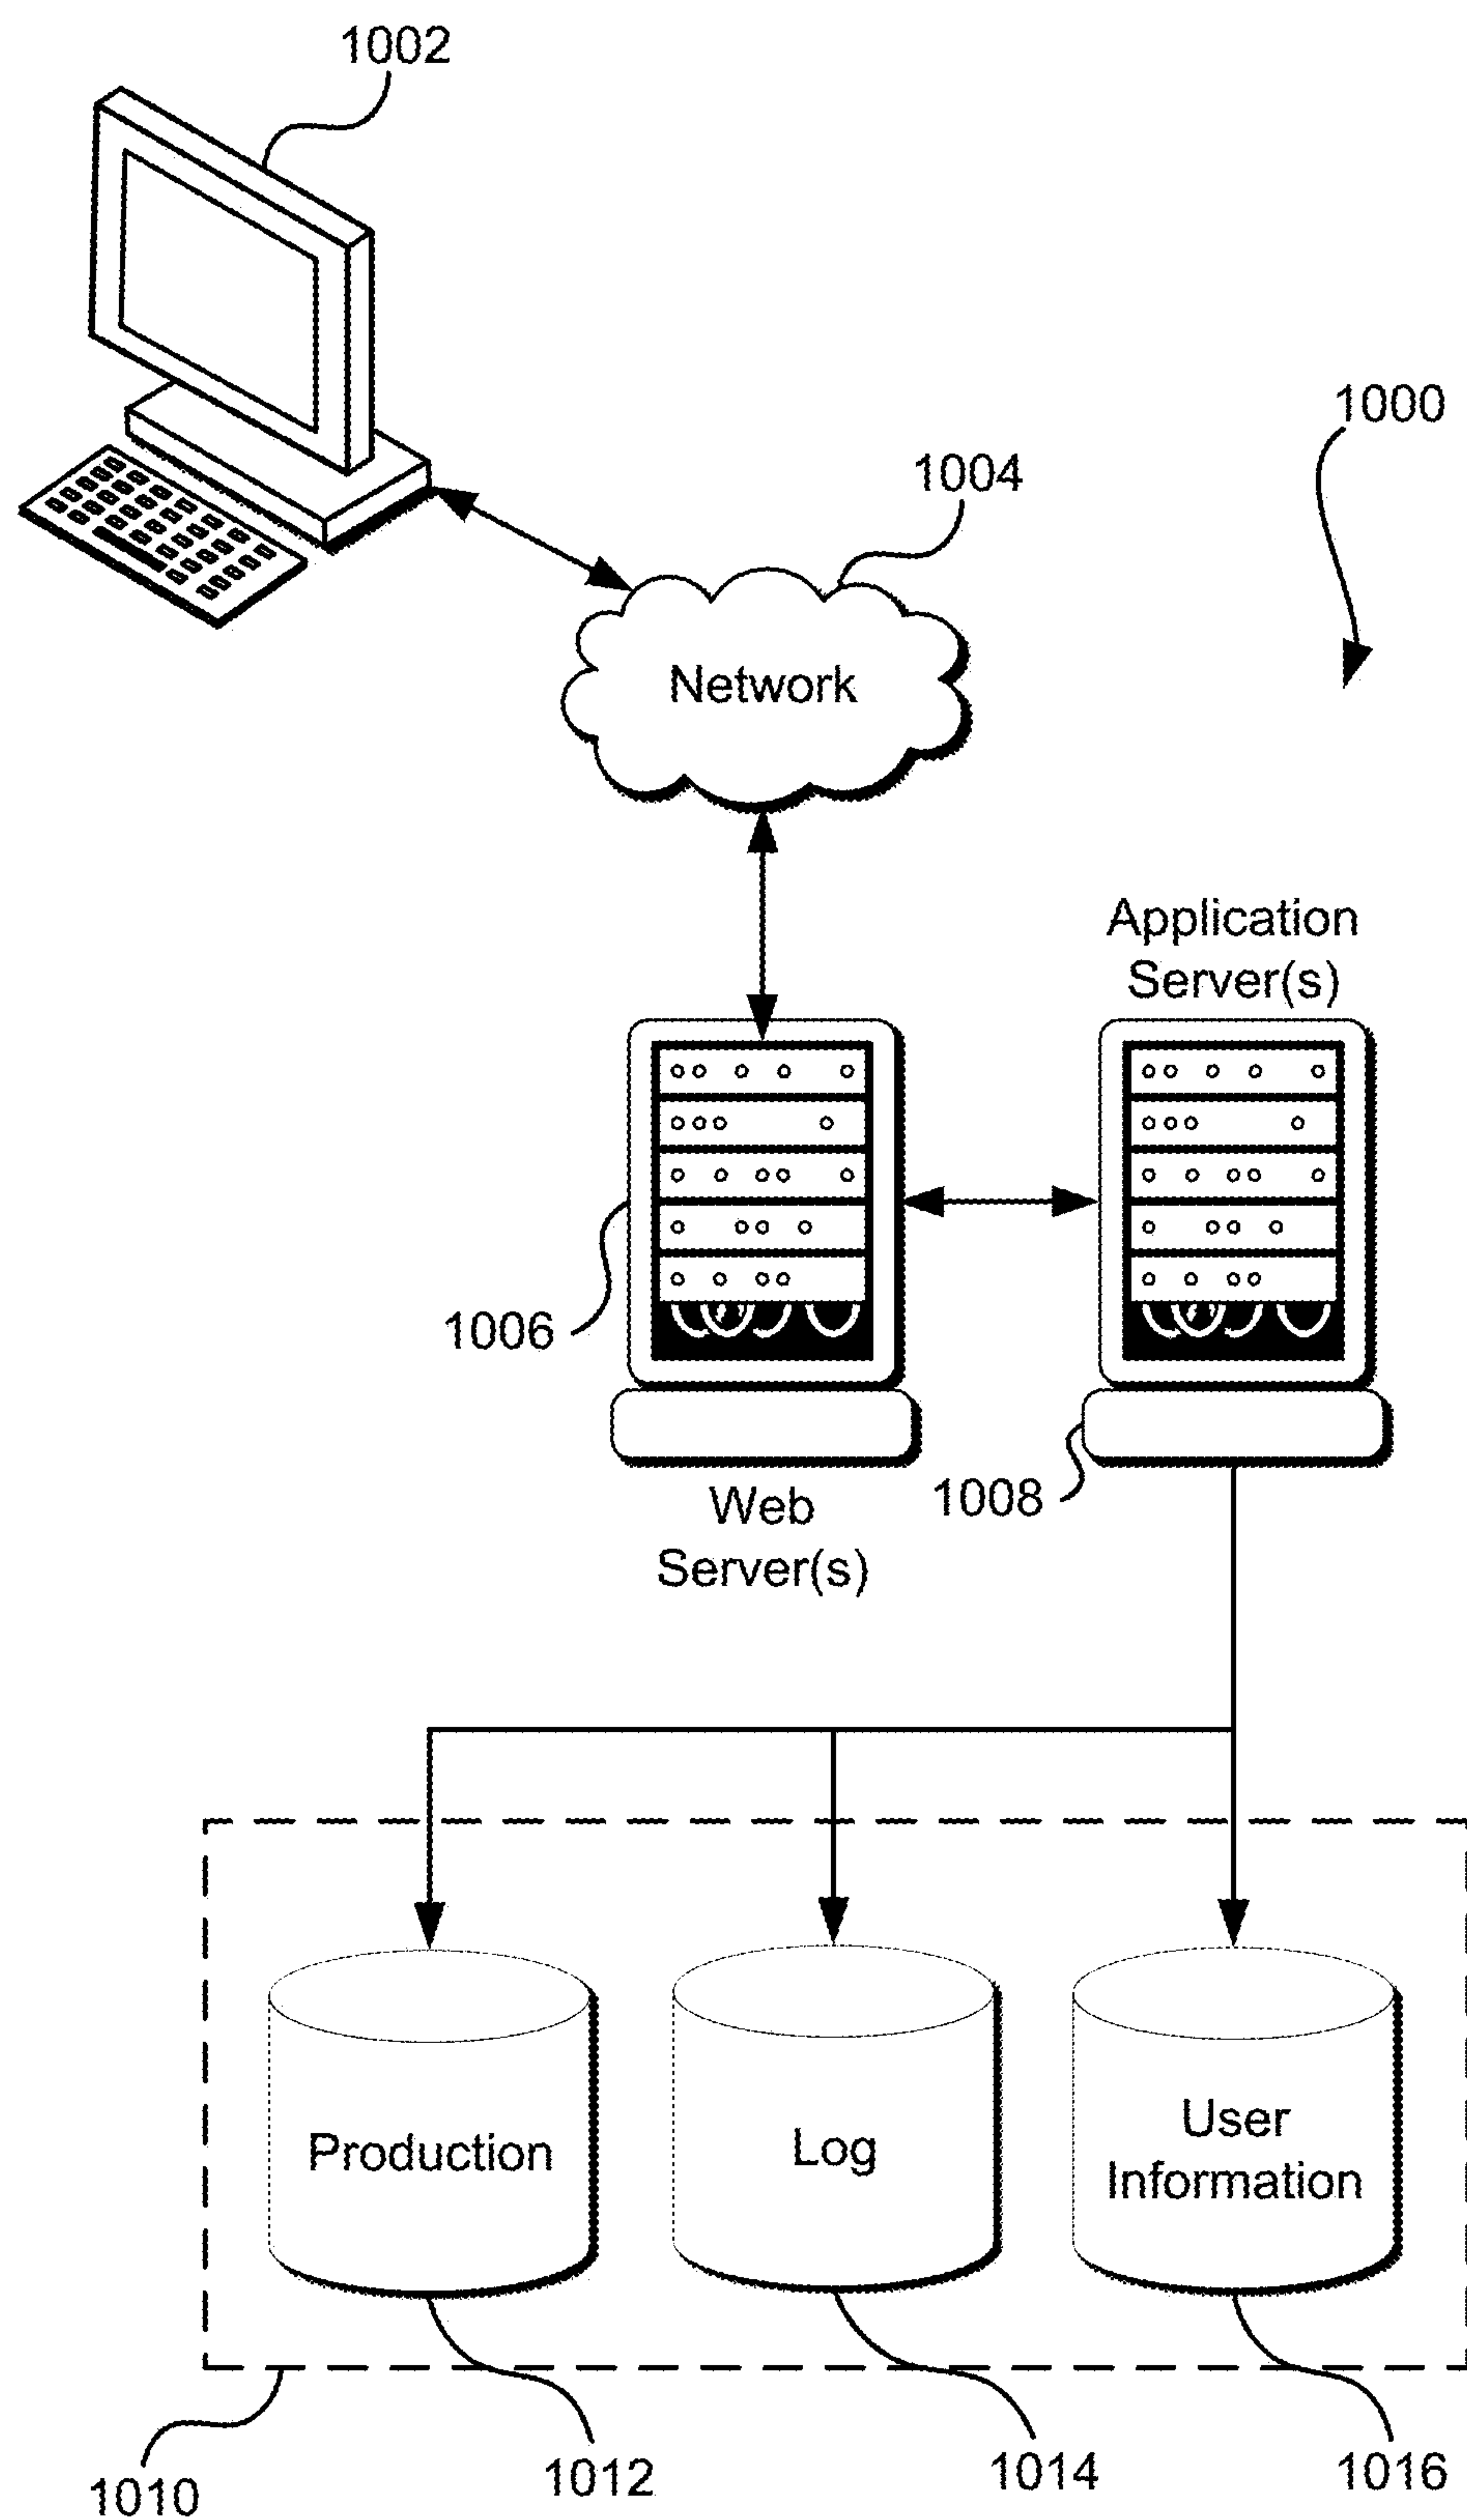 1002
1000
1004
Network
Application
Server(s)
1006
1008
Web
Server(s)
Production
Log
User
Information
1010
1012
1014
1016